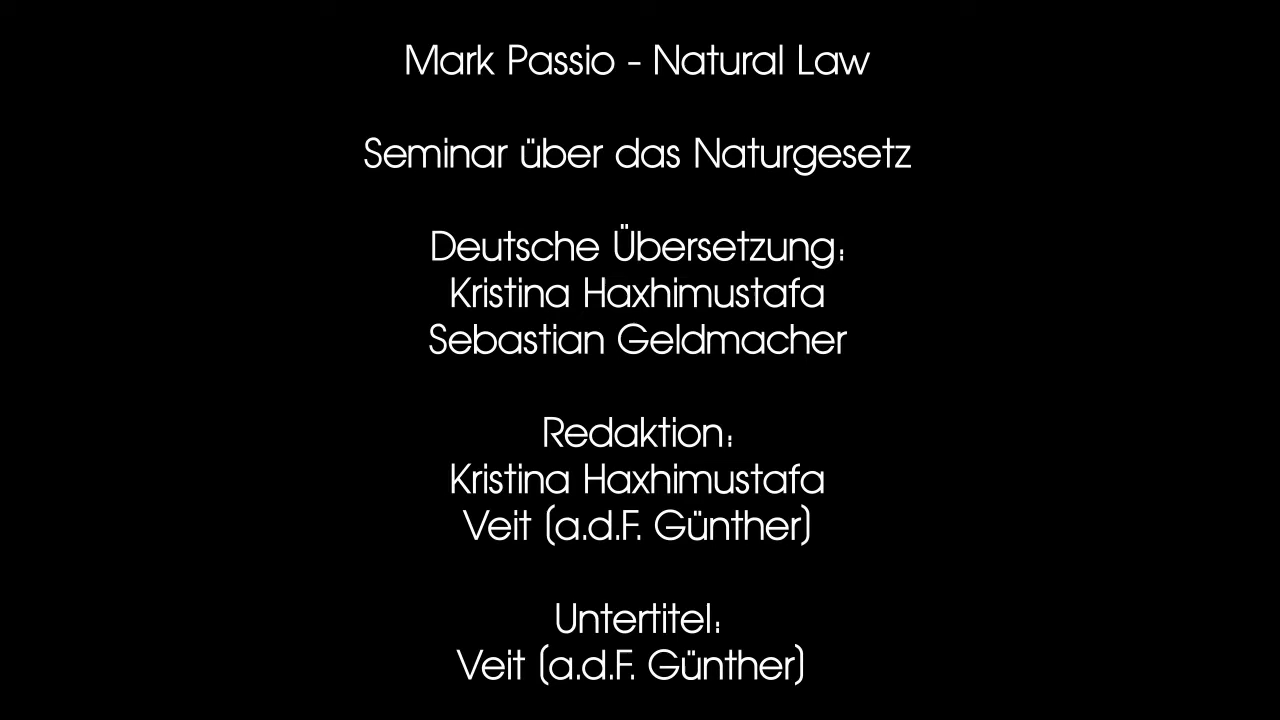 Mark Passio - Natural Law
Seminar über das Naturgesetz
Deutsche Übersetzung:
Kristina Haxhimustafa
Sebastian Geldmacher
Redaktion:
Kristina Haxhimustafa
Veit (a.d.F. Günther)
Untertitel:
Veit (a.d.F. Günther)